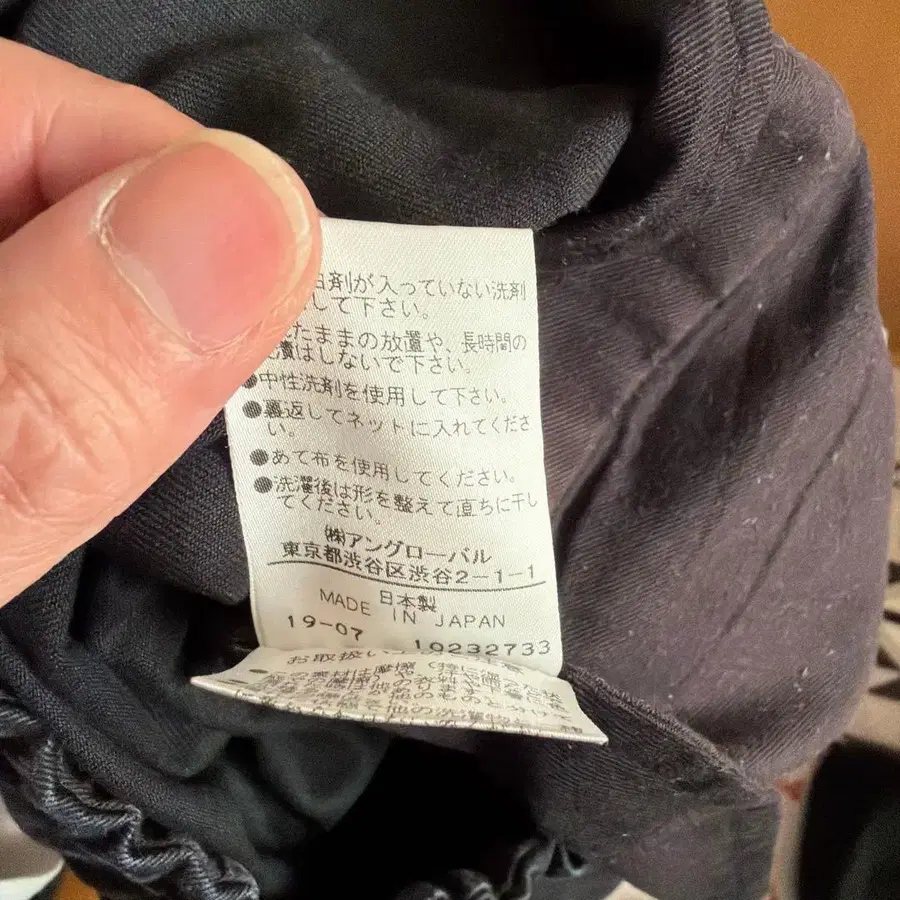 剤が入っていない洗剤
して下さい。
たままの放置や、長時間の
漬はしないで下さい。
●中性洗剤を使用して下さい。
●裏返してネットに入れてくださ
い。
●あて布を使用してください。
●洗濯後は形を整えて直ちに干し
てください。
㈱アングローバル
東京都渋谷区渋谷2-1-1
日本製
MADE IN JAPAN
19-07 10232733
お取扱い